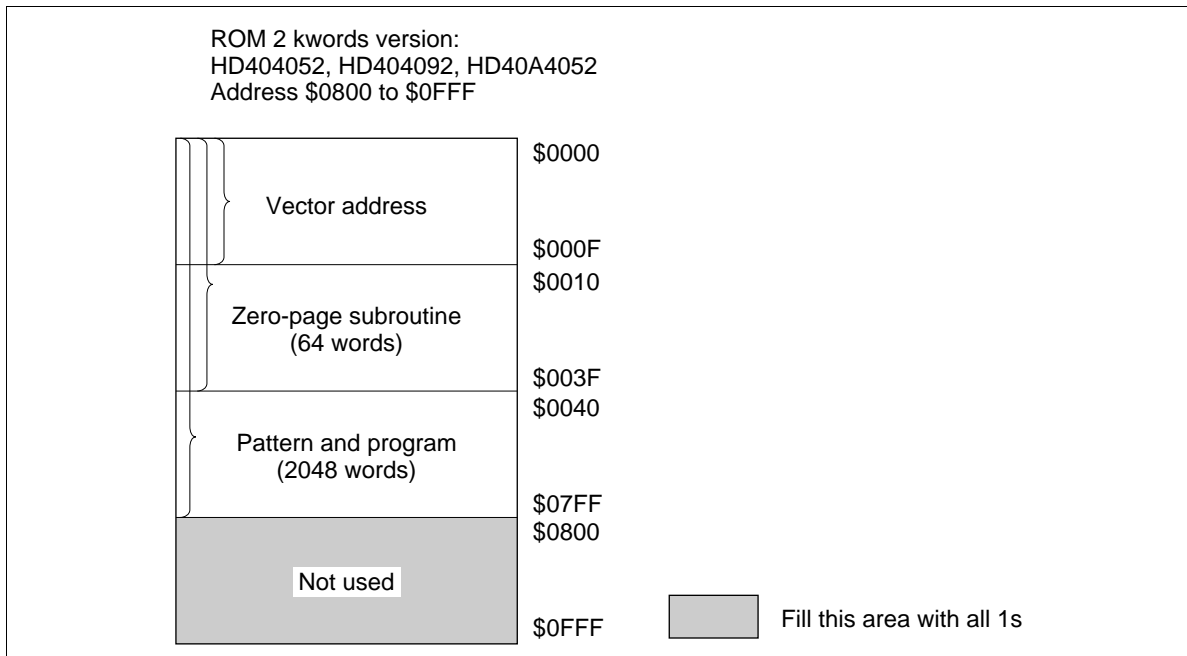 ROM 2 kwords version:
HD404052, HD404092, HD40A4052
Address $0800 to $0FFF
$0000
Vector address
$000F
$0010
Zero-page subroutine
(64 words)
$003F
$0040
Pattern and program
(2048 words)
$07FF
$0800
Not used
$0FFF
Fill this area with all 1s